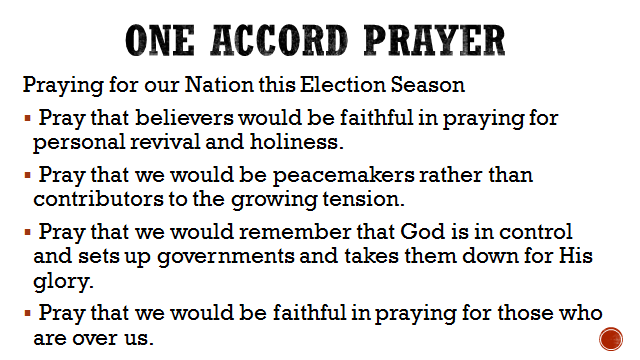 ONE ACCORD PRAYER
Praying for our Nation this Election Season
▪ Pray that believers would be faithful in praying for
personal revival and holiness.
▪ Pray that we would be peacemakers rather than
contributors to the growing tension.
▪ Pray that we would remember that God is in control
and sets up governments and takes them down for His
glory.
▪ Pray that we would be faithful in praying for those who
are over us.